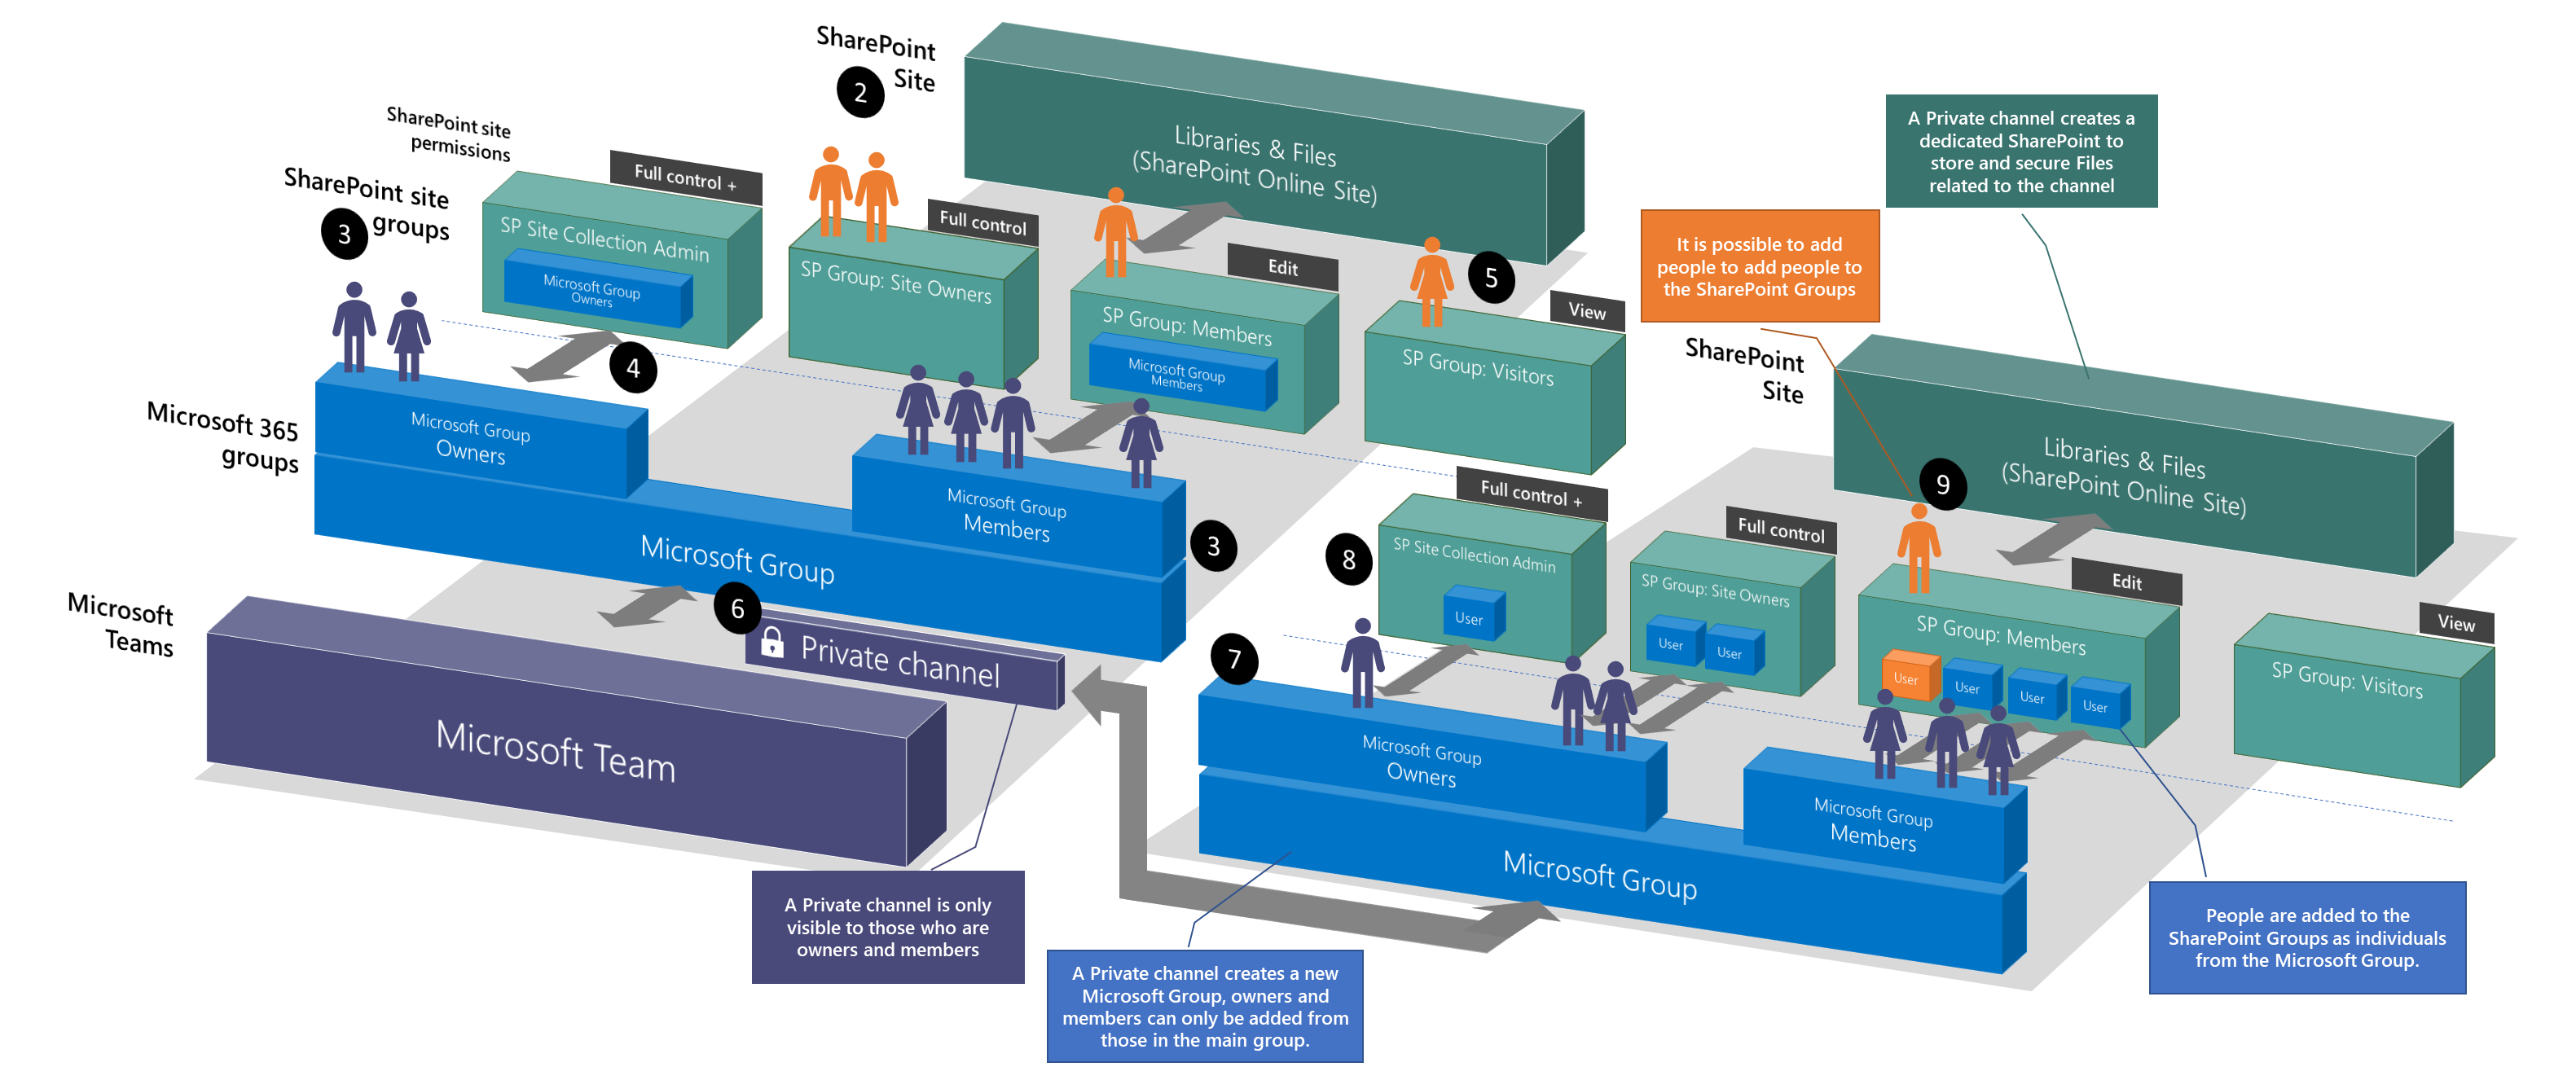 SharePoint
Site
2
Libraries & Files
(SharePoint Online Site)
SharePoint site
permissions
SharePoint site
groups
3
Full control +
SP Site Collection Admin
Microsoft Group
Owners
Full control
SP Group: Site Owners
Edit
SP Group: Members
Microsoft Group
Members
5
View
SP Group: Visitors
4
Microsoft 365
groups
Microsoft Group
Owners
Microsoft Group
Members
3
Microsoft Group
Microsoft
Teams
6
Private channel
Microsoft Team
A Private channel is only
visible to those who are
owners and members
A Private channel creates a
dedicated SharePoint to
store and secure Files
related to the channel
It is possible to add
people to add people to
the SharePoint Groups
SharePoint
Site
Libraries & Files
(SharePoint Online Site)
9
8
Full control +
SP Site Collection Admin
User
Full control
SP Group: Site Owners
User
User
Edit
SP Group: Members
User
User
User
User
View
SP Group: Visitors
7
Microsoft Group
Owners
Microsoft Group
Members
Microsoft Group
A Private channel creates a new
Microsoft Group, owners and
members can only be added from
those in the main group.
People are added to the
SharePoint Groups as individuals
from the Microsoft Group.